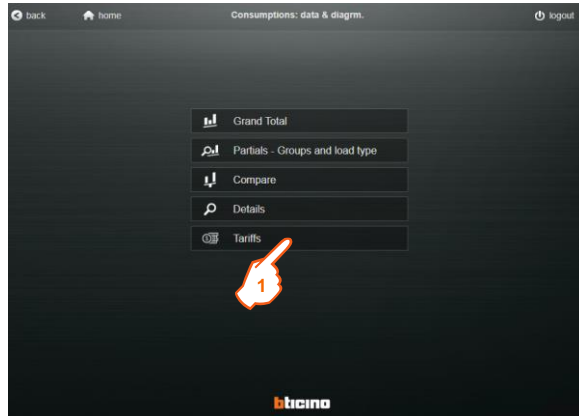 back home Consumptions: data & diagrm. logout
Grand Total
Partials - Groups and load type
Compare
Details
Tariffs
1
bticino